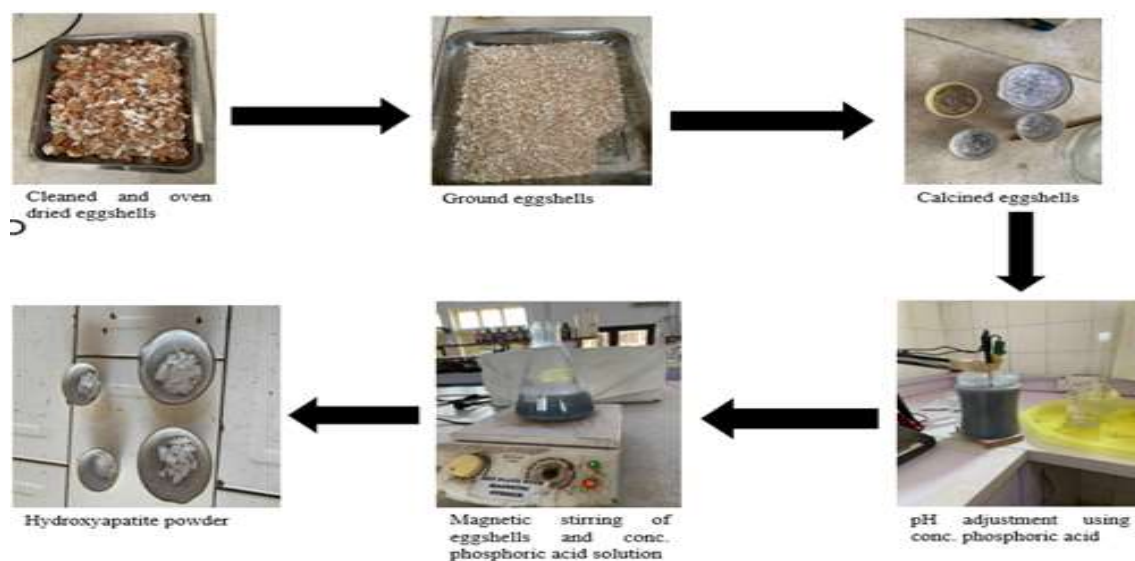 Cleaned and oven
dried eggshells
Ground eggshells
Calcined eggshells
Hydroxyapatite powder
Magnetic stirring of
eggshells and conc.
phosphoric acid solution
pH adjustment using
conc. phosphoric acid